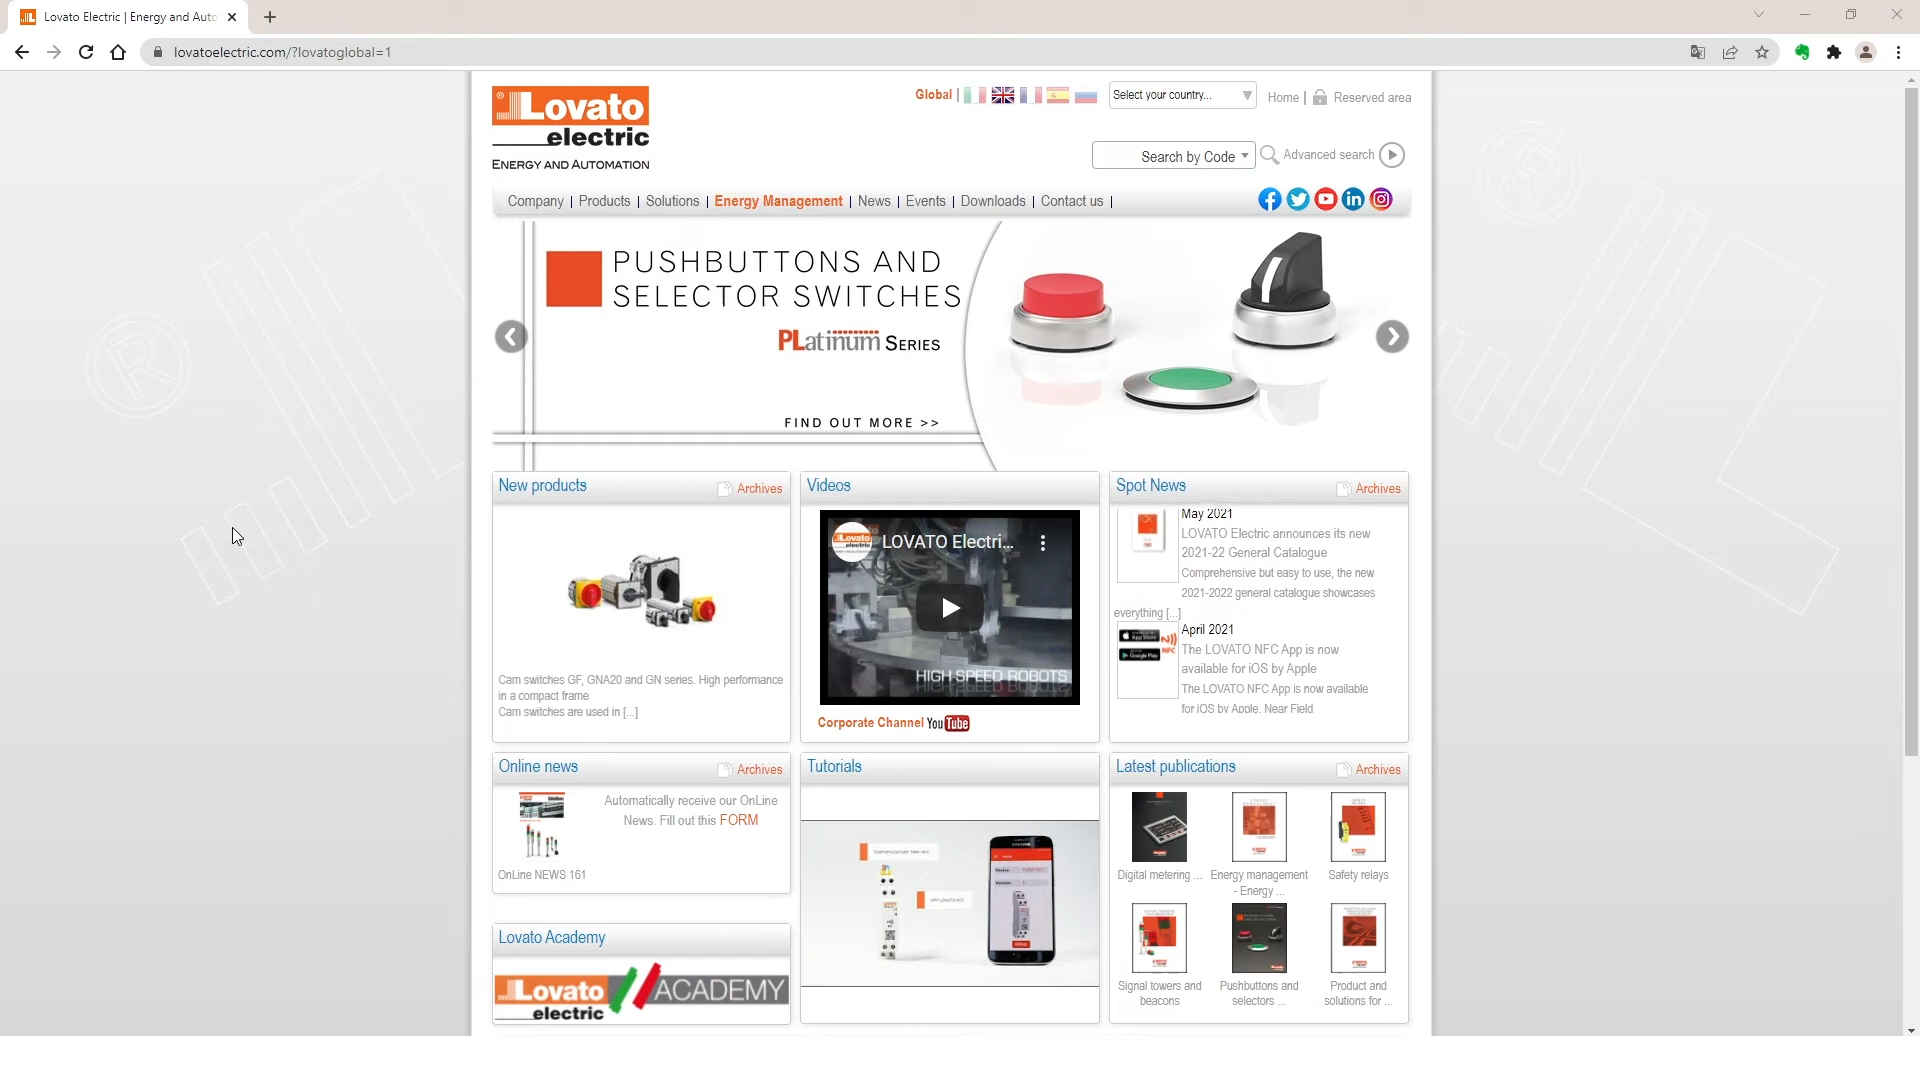 Lovato Electric | Energy and Auto
lovatoelectric.com/?lovatoglobal=1
Lovato
electric
ENERGY AND AUTOMATION
Global |
Select your country...
Home | Reserved area
Search by Code
Advanced search
Company | Products | Solutions | Energy Management | News | Events | Downloads | Contact us |
PUSHBUTTONS AND
SELECTOR SWITCHES
PLatinum SERIES
FIND OUT MORE >>
New products
Archives
Cam switches GF, GNA20 and GN series. High performance
in a compact frame
Cam switches are used in [...]
Videos
LOVATO Electri...
HIGH SPEED ROBOTS
Corporate Channel YouTube
Spot News
Archives
May 2021
LOVATO Electric announces its new
2021-22 General Catalogue
Comprehensive but easy to use, the new
2021-2022 general catalogue showcases
everything [...]
April 2021
The LOVATO NFC App is now
available for iOS by Apple
The LOVATO NFC App is now available
for iOS by Apple. Near Field
Online news
Archives
Automatically receive our OnLine
News. Fill out this FORM
OnLine NEWS 161
Lovato Academy
Lovato
electric
ACADEMY
Tutorials
Latest publications
Archives
Digital metering ...
Energy management
- Energy ...
Safety relays
Signal towers and
beacons
Pushbuttons and
selectors ...
Product and
solutions for ...